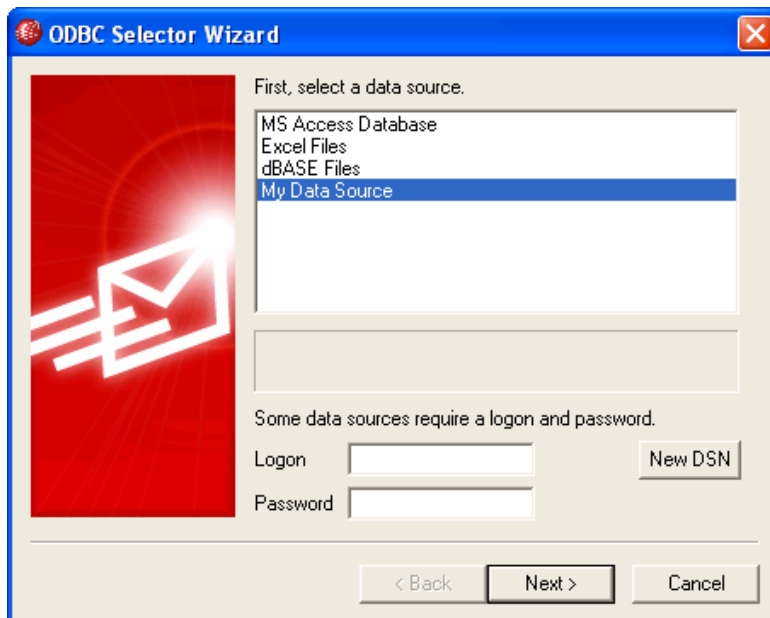 ODBC Selector Wizard
First, select a data source.
MS Access Database
Excel Files
dBASE Files
My Data Source
Some data sources require a logon and password.
Logon
New DSN
Password
< Back
Next >
Cancel